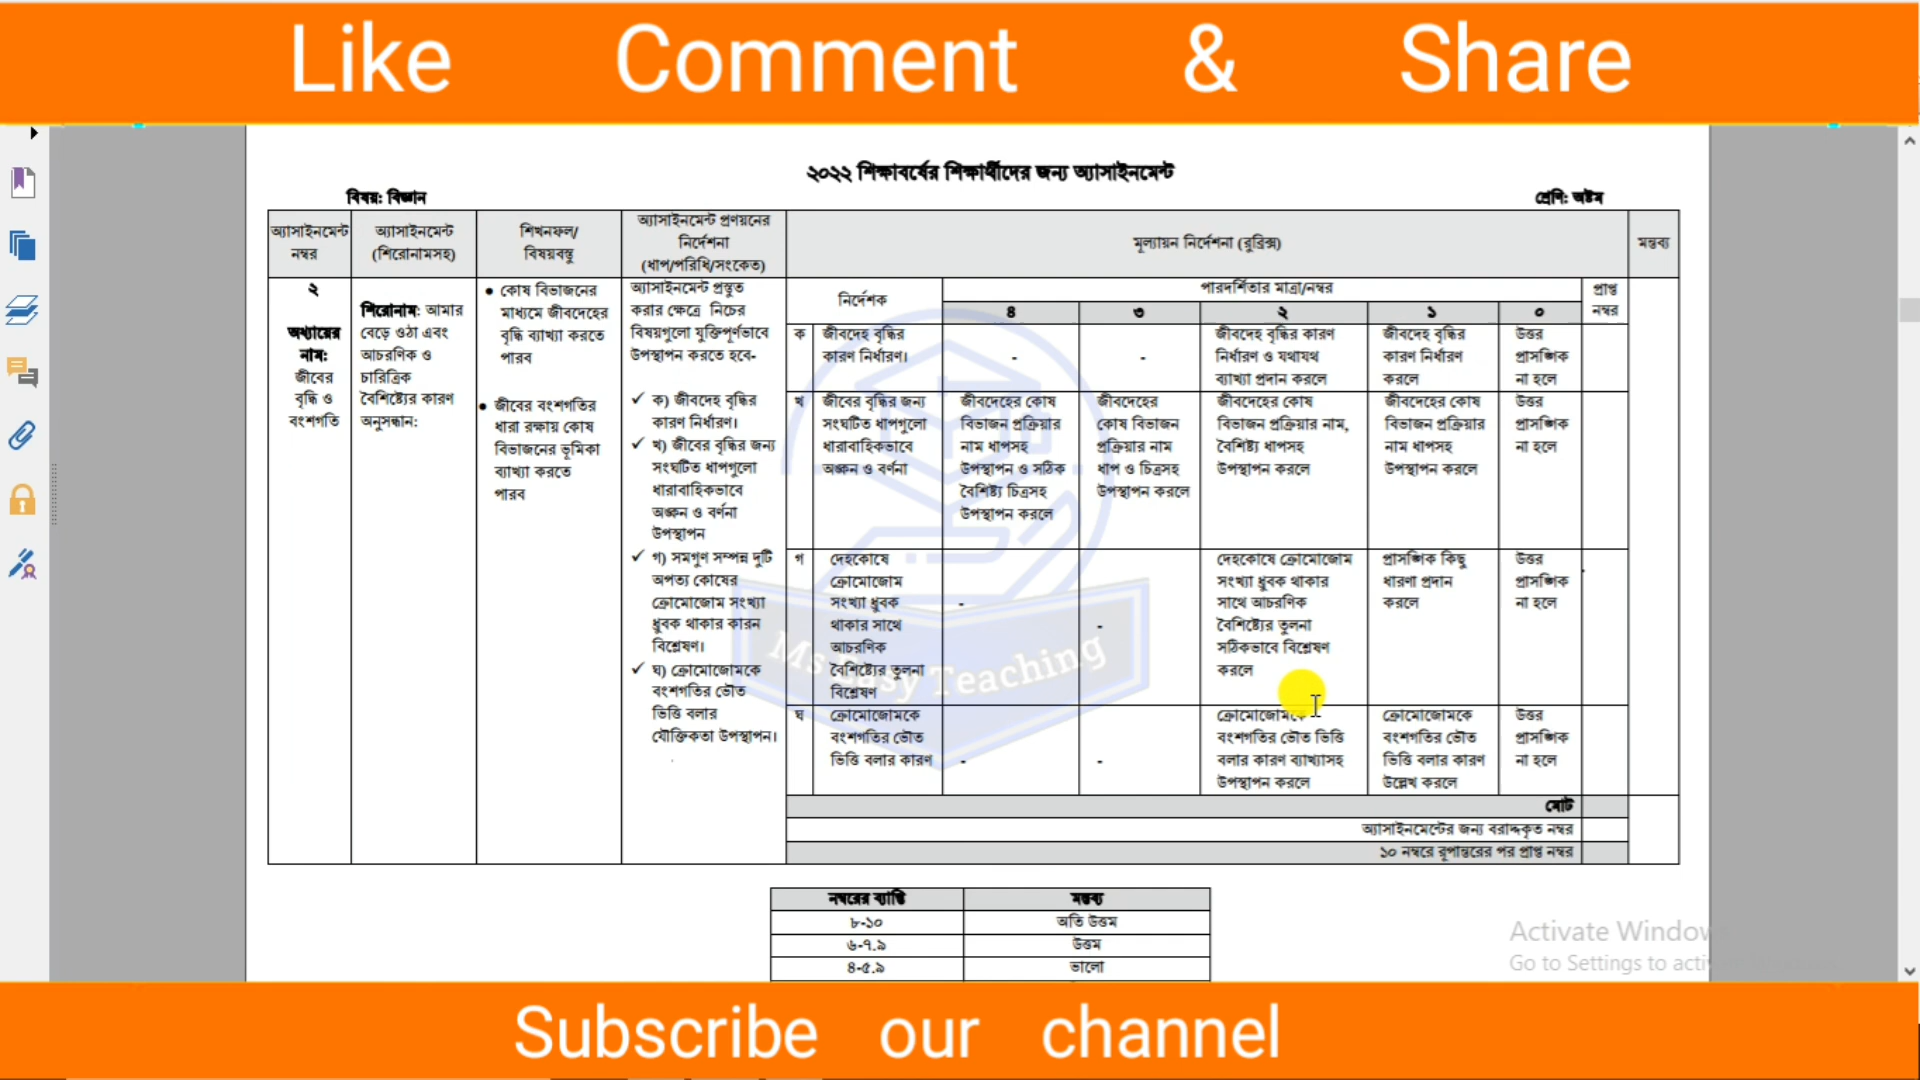 Like Comment & Share
২০২২ শিক্ষাবর্ষের শিক্ষার্থীদের জন্য অ্যাসাইনমেন্ট
বিষয়: বিজ্ঞান
শ্রেণি: অষ্টম
অ্যাসাইনমেন্ট
নম্বর
অ্যাসাইনমেন্ট
(শিরোনামসহ)
শিখনফল/
বিষয়বস্তু
অ্যাসাইনমেন্ট প্রণয়নের
নির্দেশনা
(ধাপ/পরিধি/সংকেত)
মূল্যায়ন নির্দেশনা (রুব্রিক্স)
মন্তব্য
২
অধ্যায়ের
নাম:
জীবের
বৃদ্ধি ও
বংশগতি
শিরোনাম: আমার
বেড়ে ওঠা এবং
আচরণিক ও
চারিত্রিক
বৈশিষ্ট্যের কারণ
অনুসন্ধান:
● কোষ বিভাজনের
মাধ্যমে জীবদেহের
বৃদ্ধি ব্যাখ্যা করতে
পারব
● জীবের বংশগতির
ধারা রক্ষায় কোষ
বিভাজনের ভূমিকা
ব্যাখ্যা করতে
পারব
অ্যাসাইনমেন্ট প্রস্তুত
করার ক্ষেত্রে নিচের
বিষয়গুলো যুক্তিপূর্ণভাবে
উপস্থাপন করতে হবে-
✓ ক) জীবদেহ বৃদ্ধির
কারণ নির্ধারণ।
✓ খ) জীবের বৃদ্ধির জন্য
সংঘটিত ধাপগুলো
ধারাবাহিকভাবে
অঙ্কন ও বর্ণনা
উপস্থাপন
✓ গ) সমগুণ সম্পন্ন দুটি
অপত্য কোষের
ক্রোমোজোম সংখ্যা
ধ্রুবক থাকার কারন
বিশ্লেষণ।
✓ ঘ) ক্রোমোজোমকে
বংশগতির ভৌত
ভিত্তি বলার
যৌক্তিকতা উপস্থাপন।
নির্দেশক
পারদর্শিতার মাত্রা/নম্বর
প্রাপ্ত
নম্বর
৪ ৩ ২ ১ ০
ক
জীবদেহ বৃদ্ধির
কারণ নির্ধারণ।
-
-
জীবদেহ বৃদ্ধির কারণ
নির্ধারণ ও যথাযথ
ব্যাখ্যা প্রদান করলে
জীবদেহ বৃদ্ধির
কারণ নির্ধারণ
করলে
উত্তর
প্রাসঙ্গিক
না হলে
খ
জীবের বৃদ্ধির জন্য
সংঘটিত ধাপগুলো
ধারাবাহিকভাবে
অঙ্কন ও বর্ণনা
জীবদেহের কোষ
বিভাজন প্রক্রিয়ার
নাম ধাপসহ
উপস্থাপন ও সঠিক
বৈশিষ্ট্য চিত্রসহ
উপস্থাপন করলে
জীবদেহের
কোষ বিভাজন
প্রক্রিয়ার নাম
ধাপ ও চিত্রসহ
উপস্থাপন করলে
জীবদেহের কোষ
বিভাজন প্রক্রিয়ার নাম,
বৈশিষ্ট্য ধাপসহ
উপস্থাপন করলে
জীবদেহের কোষ
বিভাজন প্রক্রিয়ার
নাম ধাপসহ
উপস্থাপন করলে
উত্তর
প্রাসঙ্গিক
না হলে
গ
দেহকোষে
ক্রোমোজোম
সংখ্যা ধ্রুবক
থাকার সাথে
আচরণিক
বৈশিষ্ট্যের তুলনা
বিশ্লেষণ
-
-
দেহকোষে ক্রোমোজোম
সংখ্যা ধ্রুবক থাকার
সাথে আচরণিক
বৈশিষ্ট্যের তুলনা
সঠিকভাবে বিশ্লেষণ
করলে
প্রাসঙ্গিক কিছু
ধারণা প্রদান
করলে
উত্তর
প্রাসঙ্গিক
না হলে
ঘ
ক্রোমোজোমকে
বংশগতির ভৌত
ভিত্তি বলার কারণ
-
-
ক্রোমোজোমকে
বংশগতির ভৌত ভিত্তি
বলার কারণ ব্যাখ্যাসহ
উপস্থাপন করলে
ক্রোমোজোমকে
বংশগতির ভৌত
ভিত্তি বলার কারণ
উল্লেখ করলে
উত্তর
প্রাসঙ্গিক
না হলে
মোট
অ্যাসাইনমেন্টের জন্য বরাদ্দকৃত নম্বর
১০ নম্বরে রূপান্তরের পর প্রাপ্ত নম্বর
Ms Easy Teaching
নম্বরের ব্যাপ্তি মন্তব্য
৮-১০ অতি উত্তম
৬-৭.৯ উত্তম
৪-৫.৯ ভালো
Activate Window
Go to Settings to acti
Subscribe our channel